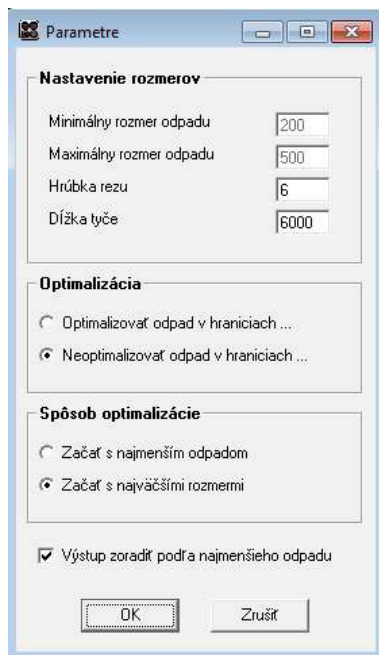 Parametre
Nastavenie rozmerov
Minimálny rozmer odpadu 200
Maximálny rozmer odpadu 500
Hrúbka rezu 6
Dĺžka tyče 6000
Optimalizácia
Optimalizovať odpad v hraniciach ...
Neoptimalizovať odpad v hraniciach ...
Spôsob optimalizácie
Začať s najmenším odpadom
Začať s najväčšími rozmermi
Výstup zoradiť podľa najmenšieho odpadu
OK Zrušiť